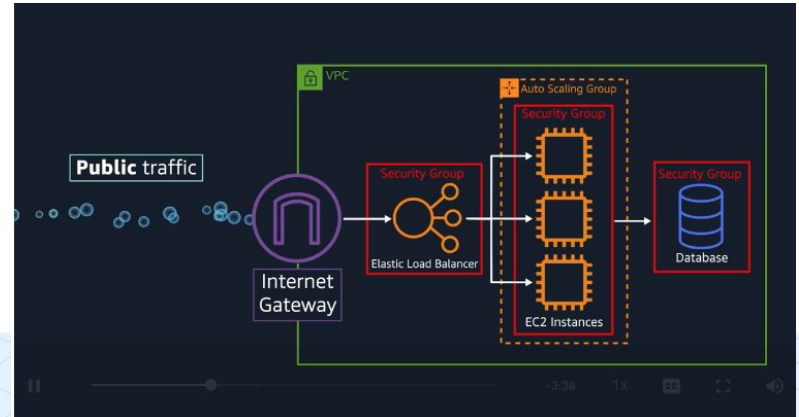 VPC
Auto Scaling Group
Security Group
Public traffic
Security Group
Security Group
Elastic Load Balancer
Database
Internet
Gateway
EC2 Instances
-3:38
1x
CC